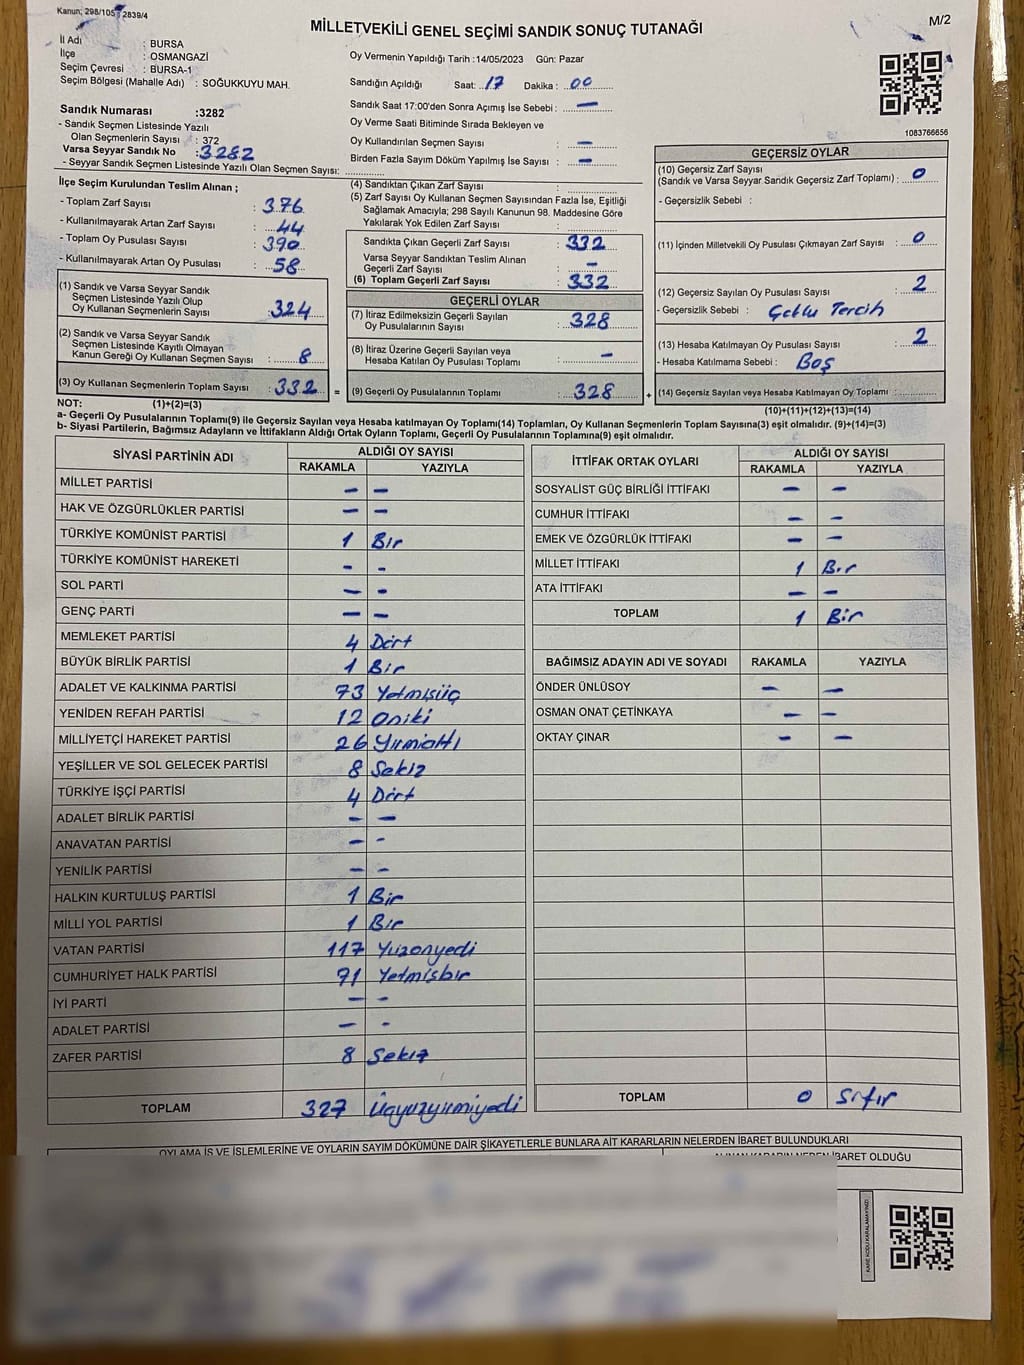 Kanun; 298/105 2839/4
MİLLETVEKİLİ GENEL SEÇİMİ SANDIK SONUÇ TUTANAĞI
M/2
İl Adı : BURSA
İlçe : OSMANGAZİ
Seçim Çevresi : BURSA-1
Seçim Bölgesi (Mahalle Adı) : SOĞUKKUYU MAH.
Oy Vermenin Yapıldığı Tarih :14/05/2023 Gün: Pazar
Sandığın Açıldığı Saat: 17 Dakika : 00
Sandık Saat 17:00'den Sonra Açımış İse Sebebi : —
Oy Verme Saati Bitiminde Sırada Bekleyen ve
Oy Kullandırılan Seçmen Sayısı : —
Birden Fazla Sayım Döküm Yapılmış İse Sayısı : —
1083766656
Sandık Numarası :3282
- Sandık Seçmen Listesinde Yazılı
Olan Seçmenlerin Sayısı : 372
Varsa Seyyar Sandık No : 3282
- Seyyar Sandık Seçmen Listesinde Yazılı Olan Seçmen Sayısı:
İlçe Seçim Kurulundan Teslim Alınan ;
- Toplam Zarf Sayısı : 376
- Kullanılmayarak Artan Zarf Sayısı : 44
- Toplam Oy Pusulası Sayısı : 390
- Kullanılmayarak Artan Oy Pusulası : 58
(1) Sandık ve Varsa Seyyar Sandık
Seçmen Listesinde Yazılı Olup
Oy Kullanan Seçmenlerin Sayısı : 324
(2) Sandık ve Varsa Seyyar Sandık
Seçmen Listesinde Kayıtlı Olmayan
Kanun Gereği Oy Kullanan Seçmen Sayısı : 8
(3) Oy Kullanan Seçmenlerin Toplam Sayısı : 332 =
(4) Sandıktan Çıkan Zarf Sayısı :
(5) Zarf Sayısı Oy Kullanan Seçmen Sayısından Fazla İse, Eşitliği
Sağlamak Amacıyla; 298 Sayılı Kanunun 98. Maddesine Göre
Yakılarak Yok Edilen Zarf Sayısı :
Sandıkta Çıkan Geçerli Zarf Sayısı : 332
Varsa Seyyar Sandıktan Teslim Alınan
Geçerli Zarf Sayısı : —
(6) Toplam Geçerli Zarf Sayısı : 332
GEÇERLİ OYLAR
(7) İtiraz Edilmeksizin Geçerli Sayılan
Oy Pusulalarının Sayısı : 328
(8) İtiraz Üzerine Geçerli Sayılan veya
Hesaba Katılan Oy Pusulası Toplamı : —
(9) Geçerli Oy Pusulalarının Toplamı : 328 +
GEÇERSİZ OYLAR
(10) Geçersiz Zarf Sayısı
(Sandık ve Varsa Seyyar Sandık Geçersiz Zarf Toplamı) : 0
- Geçersizlik Sebebi :
(11) İçinden Milletvekili Oy Pusulası Çıkmayan Zarf Sayısı : 0
(12) Geçersiz Sayılan Oy Pusulası Sayısı : 2
- Geçersizlik Sebebi : Çoklu Tercih
(13) Hesaba Katılmayan Oy Pusulası Sayısı : 2
- Hesaba Katılmama Sebebi : Boş
(14) Geçersiz Sayılan veya Hesaba Katılmayan Oy Toplamı :
NOT: (1)+(2)=(3)
(10)+(11)+(12)+(13)=(14)
a- Geçerli Oy Pusulalarının Toplamı(9) ile Geçersiz Sayılan veya Hesaba katılmayan Oy Toplamı(14) Toplamları, Oy Kullanan Seçmenlerin Toplam Sayısına(3) eşit olmalıdır. (9)+(14)=(3)
b- Siyasi Partilerin, Bağımsız Adayların ve İttifakların Aldığı Ortak Oyların Toplamı, Geçerli Oy Pusulalarının Toplamına(9) eşit olmalıdır.
SİYASİ PARTİNİN ADI ALDIĞI OY SAYISI
RAKAMLA YAZIYLA
MİLLET PARTİSİ — —
HAK VE ÖZGÜRLÜKLER PARTİSİ — —
TÜRKİYE KOMÜNİST PARTİSİ 1 Bir
TÜRKİYE KOMÜNİST HAREKETİ - -
SOL PARTİ — -
GENÇ PARTİ — —
MEMLEKET PARTİSİ 4 Dört
BÜYÜK BİRLİK PARTİSİ 1 Bir
ADALET VE KALKINMA PARTİSİ 73 Yetmişüç
YENİDEN REFAH PARTİSİ 12 Oniki
MİLLİYETÇİ HAREKET PARTİSİ 26 Yirmialtı
YEŞİLLER VE SOL GELECEK PARTİSİ 8 Sekiz
TÜRKİYE İŞÇİ PARTİSİ 4 Dört
ADALET BİRLİK PARTİSİ — —
ANAVATAN PARTİSİ — -
YENİLİK PARTİSİ — -
HALKIN KURTULUŞ PARTİSİ 1 Bir
MİLLİ YOL PARTİSİ 1 Bir
VATAN PARTİSİ 117 Yüzonyedi
CUMHURİYET HALK PARTİSİ 71 Yetmişbir
İYİ PARTİ — -
ADALET PARTİSİ — -
ZAFER PARTİSİ 8 Sekiz
TOPLAM 327 Üçyüzyirmiyedi
İTTİFAK ORTAK OYLARI ALDIĞI OY SAYISI
RAKAMLA YAZIYLA
SOSYALİST GÜÇ BİRLİĞİ İTTİFAKI — —
CUMHUR İTTİFAKI — —
EMEK VE ÖZGÜRLÜK İTTİFAKI — —
MİLLET İTTİFAKI 1 Bir
ATA İTTİFAKI — —
TOPLAM 1 Bir
BAĞIMSIZ ADAYIN ADI VE SOYADI RAKAMLA YAZIYLA
ÖNDER ÜNLÜSOY — —
OSMAN ONAT ÇETİNKAYA — —
OKTAY ÇINAR — —
TOPLAM 0 Sıfır
OYLAMA İŞ VE İŞLEMLERİNE VE OYLARIN SAYIM DÖKÜMÜNE DAİR ŞİKAYETLERLE BUNLARA AİT KARARLARIN NELERDEN İBARET BULUNDUKLARI
ALINAN KARARIN NEDEN İBARET OLDUĞU
KARE KODU KARALAMAYINIZ!